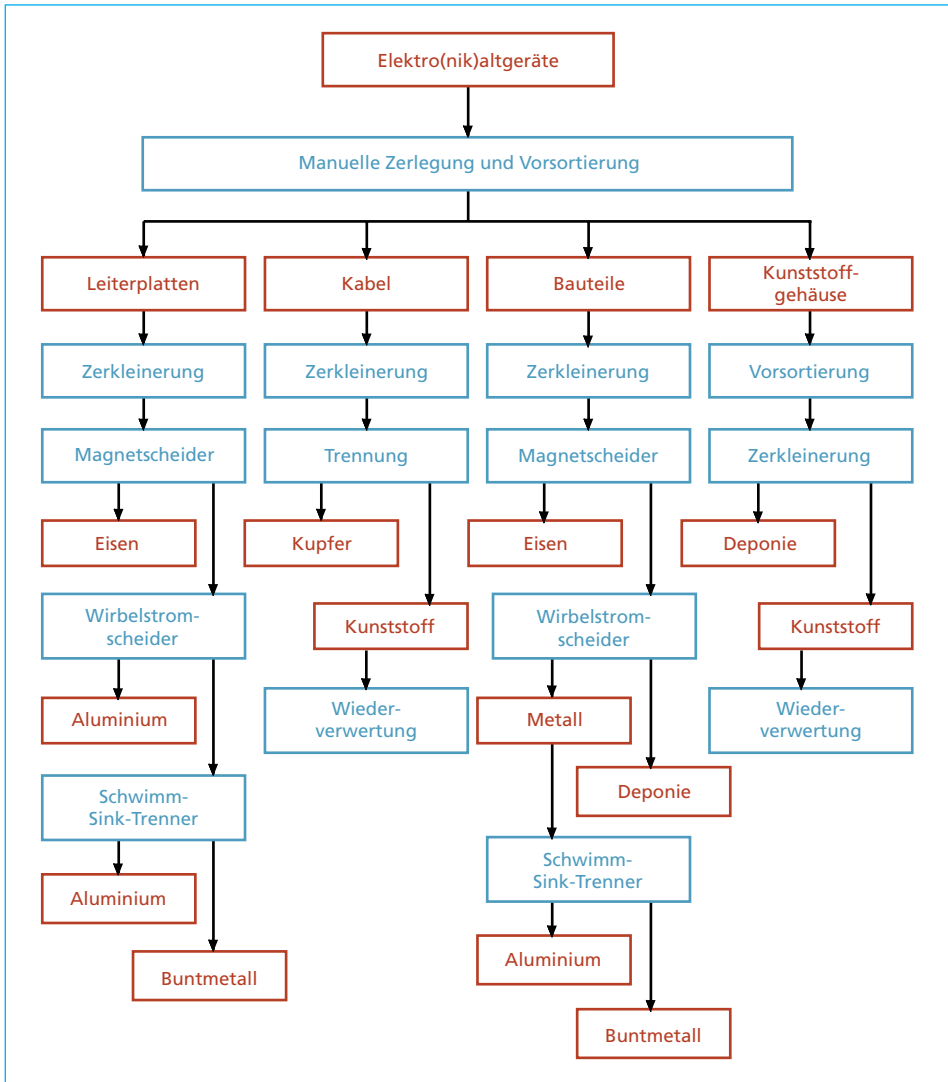 Elektro(nik)altgeräte
Manuelle Zerlegung und Vorsortierung
Leiterplatten
Kabel
Bauteile
Kunststoff-
gehäuse
Zerkleinerung
Zerkleinerung
Zerkleinerung
Vorsortierung
Magnetscheider
Trennung
Magnetscheider
Zerkleinerung
Eisen
Kupfer
Eisen
Deponie
Wirbelstrom-
scheider
Kunststoff
Wirbelstrom-
scheider
Kunststoff
Aluminium
Wieder-
verwertung
Metall
Wieder-
verwertung
Schwimm-
Sink-Trenner
Deponie
Aluminium
Schwimm-
Sink-Trenner
Buntmetall
Aluminium
Buntmetall